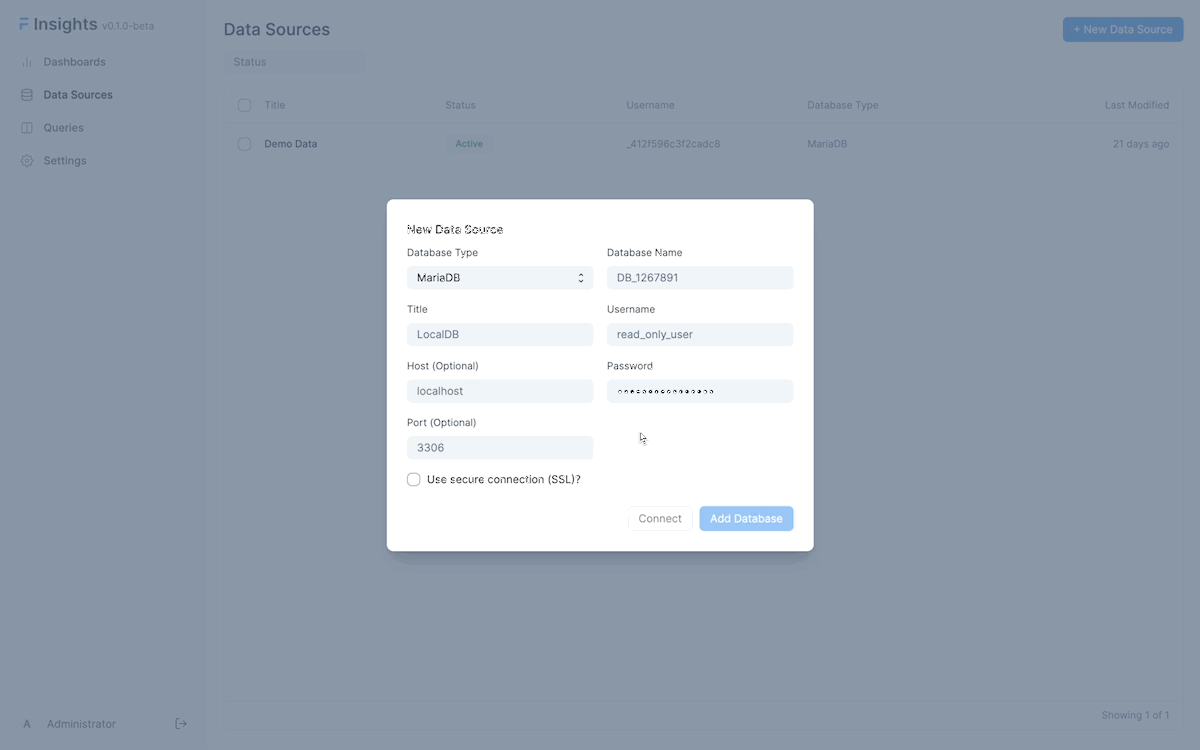 Insights v0.1.0-beta
Dashboards
Data Sources
Queries
Settings
A Administrator
Data Sources
+ New Data Source
Status
Title Status Username Database Type Last Modified
Demo Data Active _412f596c3f2cadc8 MariaDB 21 days ago
Showing 1 of 1
New Data Source
Database Type Database Name
MariaDB DB_1267891
Title Username
LocalDB read_only_user
Host (Optional) Password
localhost
Port (Optional)
3306
Use secure connection (SSL)?
Connect Add Database